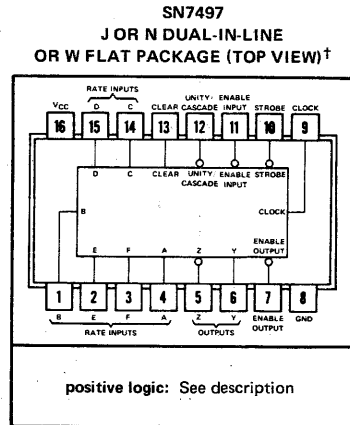 SN7497
J OR N DUAL-IN-LINE
OR W FLAT PACKAGE (TOP VIEW)†
RATE INPUTS
VCC D C CLEAR UNITY CASCADE ENABLE INPUT STROBE CLOCK
16 15 14 13 12 11 10 9
D C CLEAR UNITY CASCADE ENABLE INPUT STROBE
B CLOCK
E F A Z Y ENABLE OUTPUT
1 2 3 4 5 6 7 8
B E F A Z Y ENABLE OUTPUT GND
RATE INPUTS OUTPUTS
positive logic: See description